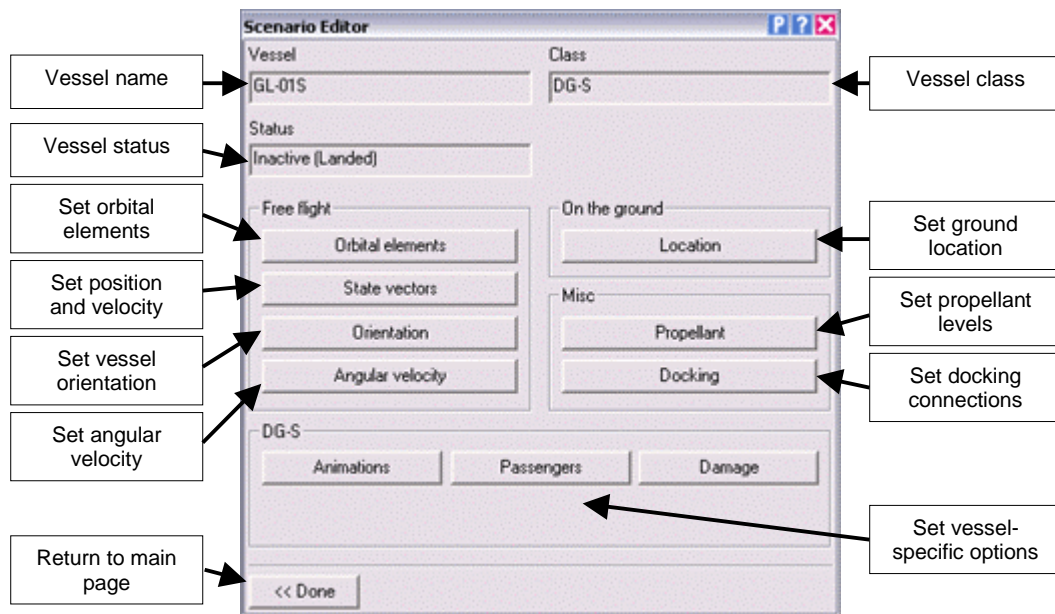 Scenario Editor
P ? X
Vessel
Class
Vessel name
GL-01S
DG-S
Vessel class
Status
Vessel status
Inactive (Landed)
Set orbital
elements
Free flight
On the ground
Orbital elements
Location
Set ground
location
Set position
and velocity
State vectors
Misc
Set propellant
levels
Set vessel
orientation
Orientation
Propellant
Angular velocity
Docking
Set docking
connections
Set angular
velocity
DG-S
Animations
Passengers
Damage
Set vessel-
specific options
Return to main
page
<< Done